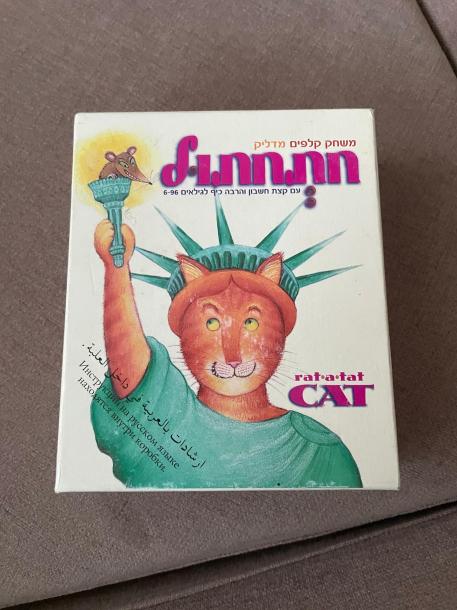 משחק קלפים מדליק
חתחתול
עם קצת חשבון והרבה כיף לגילאים 6-96
rat-a-tat
CAT
ارشادات بالعربية في داخل العلبة .
Инструкции на русском языке
находятся внутри коробки.